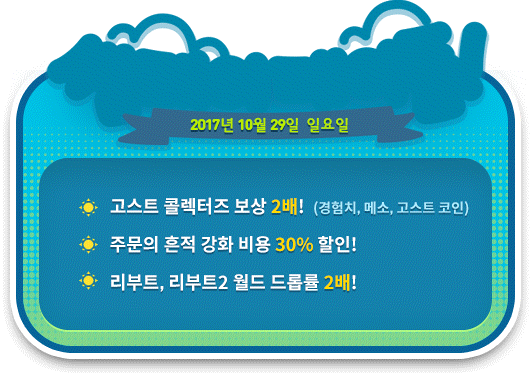 2017년 10월 29일 일요일
고스트 콜렉터즈 보상 2배! (경험치, 메소, 고스트 코인)
주문의 흔적 강화 비용 30% 할인!
리부트, 리부트2 월드 드롭률 2배!